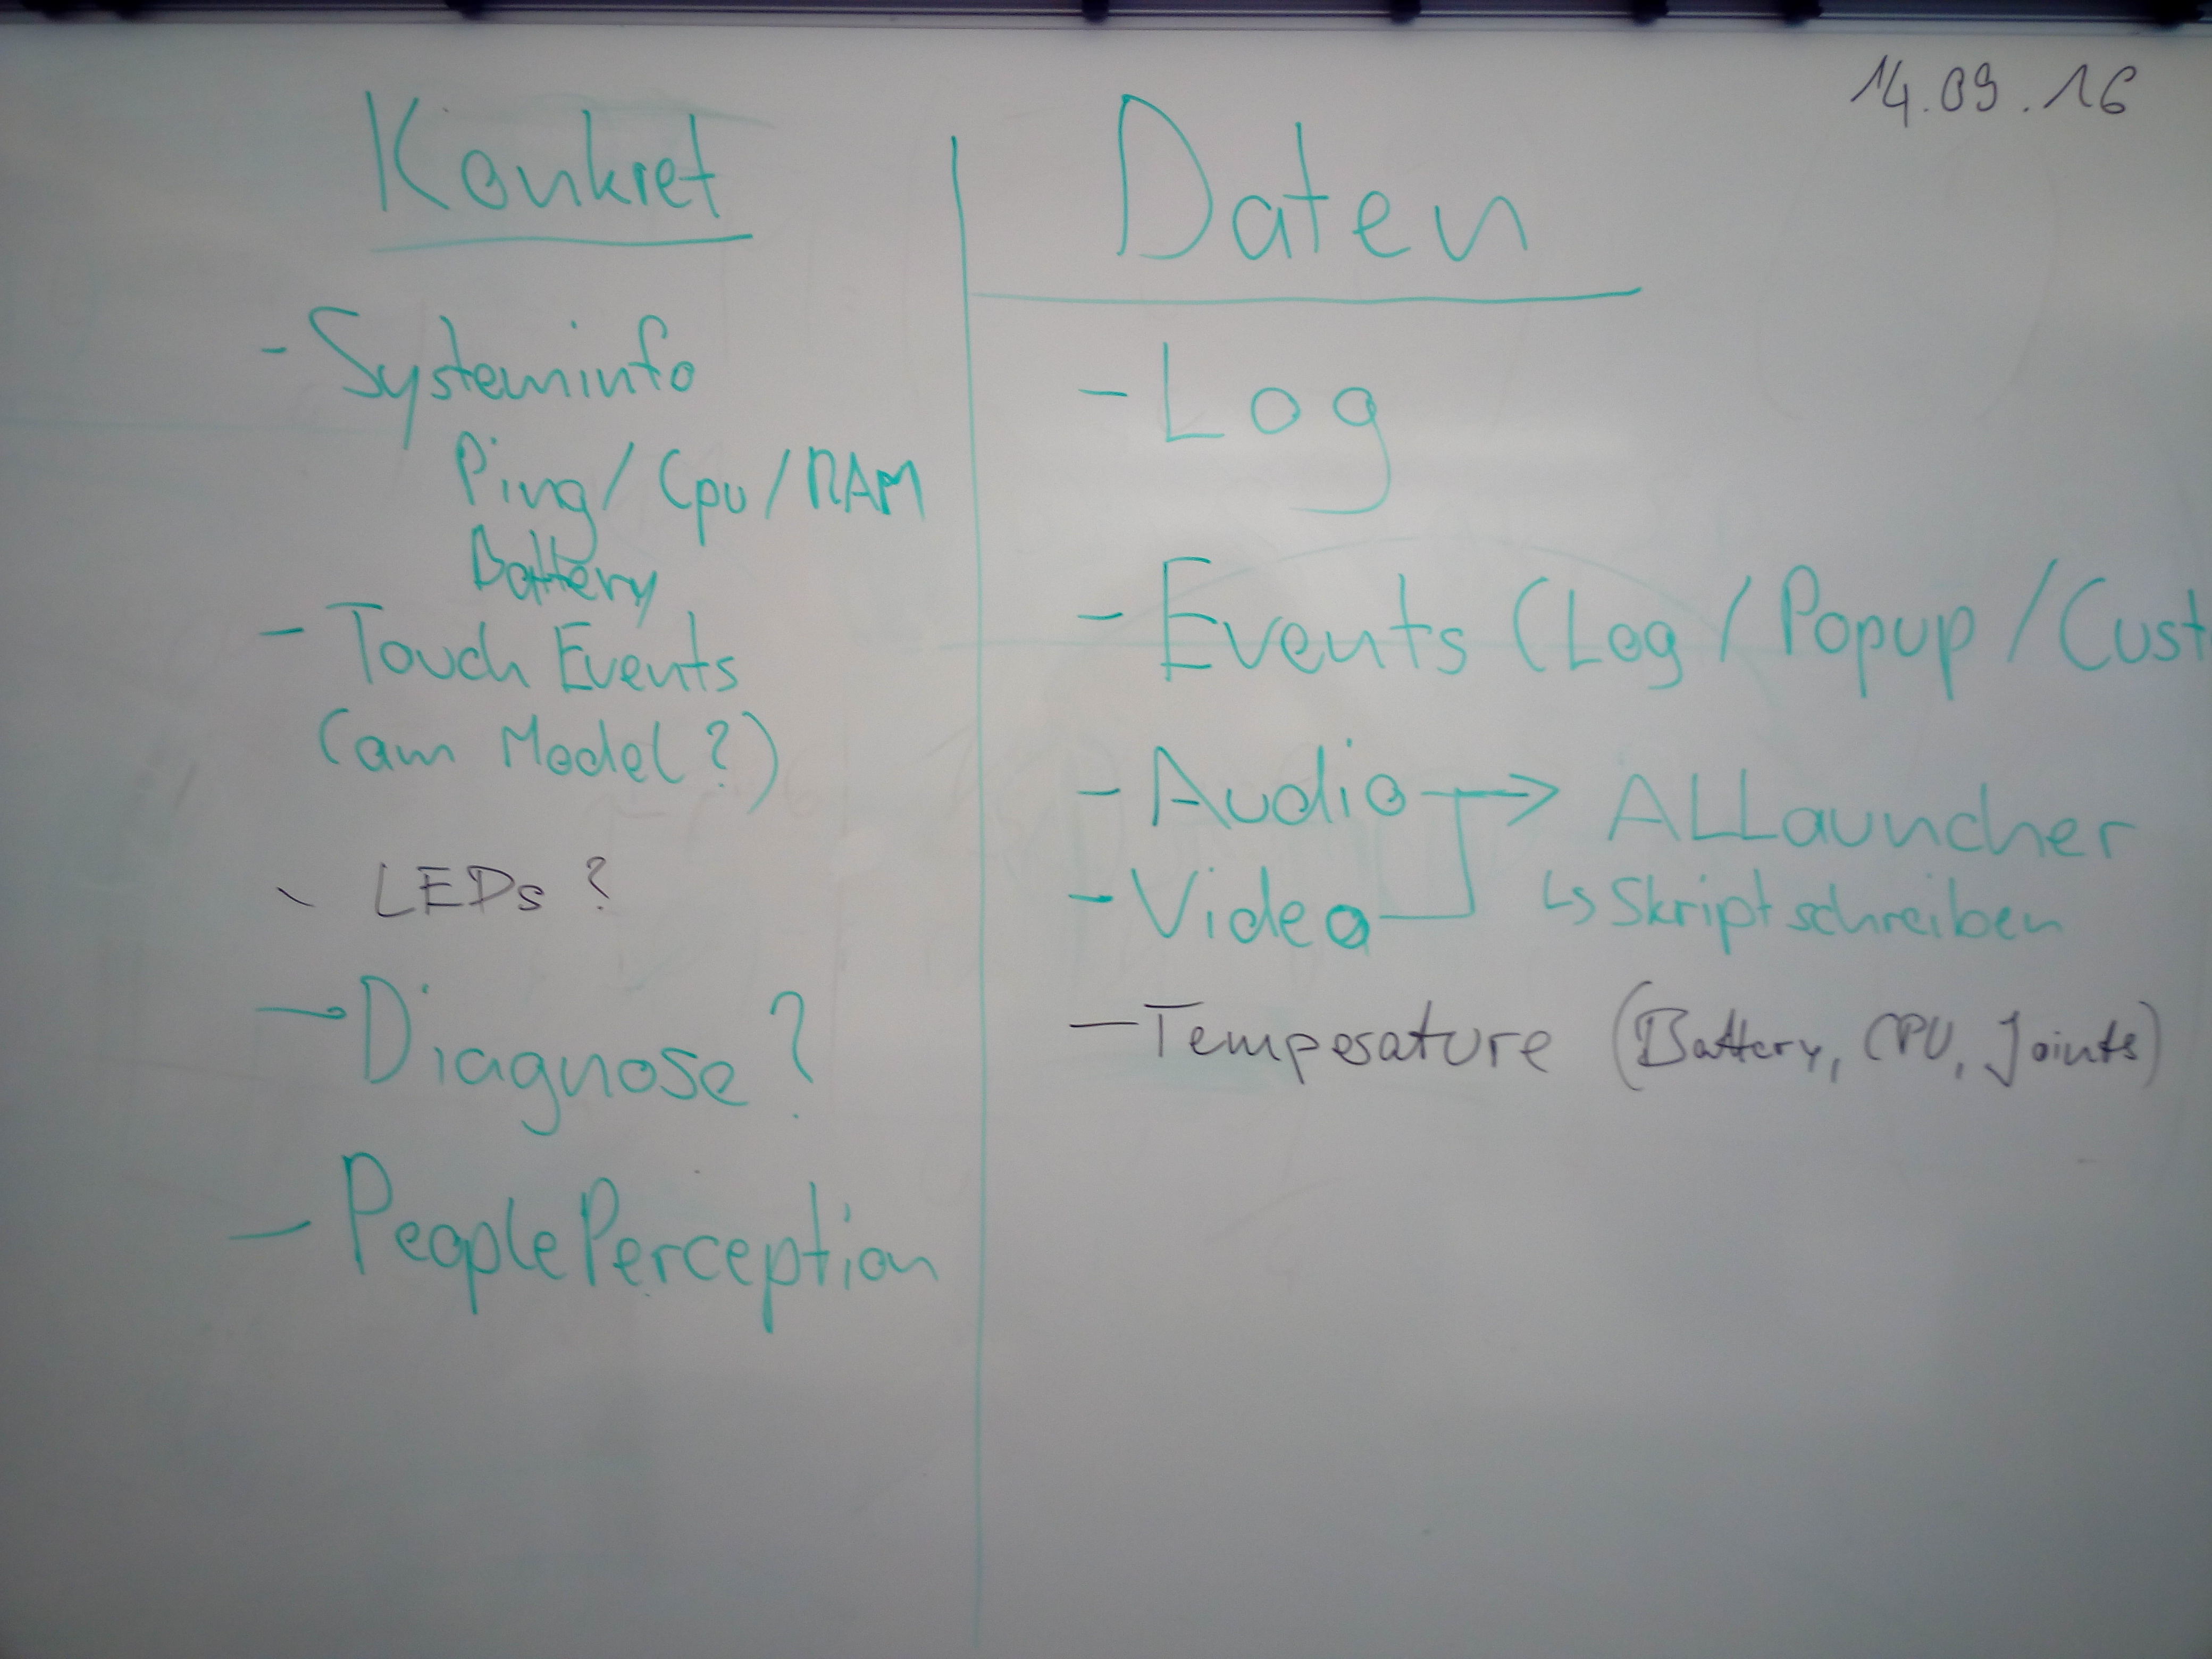 14.09.16
Konkret
- Systeminfo
Ping / Cpu / RAM
Battery
- Touch Events
(am Model?)
- LEDs ?
- Diagnose ?
- PeoplePerception
Daten
- Log
- Events (Log / Popup / Cust
- Audio → ALLauncher
- Video ↳ Skript schreiben
- Temperature (Battery, CPU, Joints)